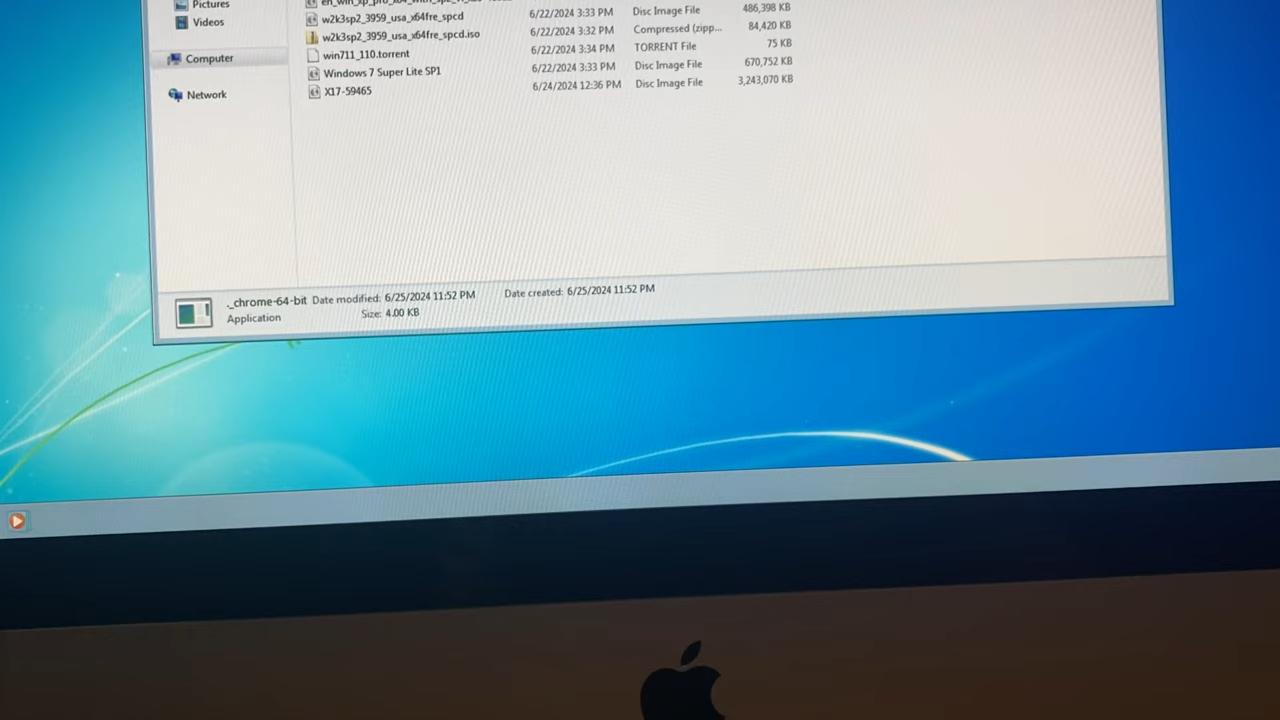 Pictures
486,398 KB
Videos w2k3sp2_3959_usa_x64fre_spcd 6/22/2024 3:33 PM Disc Image File 84,420 KB
w2k3sp2_3959_usa_x64fre_spcd.iso 6/22/2024 3:32 PM Compressed (zipp... 75 KB
Computer win711_110.torrent 6/22/2024 3:34 PM TORRENT File 670,752 KB
Windows 7 Super Lite SP1 6/22/2024 3:33 PM Disc Image File 3,243,070 KB
Network X17-59465 6/24/2024 12:36 PM Disc Image File
._chrome-64-bit Date modified: 6/25/2024 11:52 PM Date created: 6/25/2024 11:52 PM
Application Size: 4.00 KB